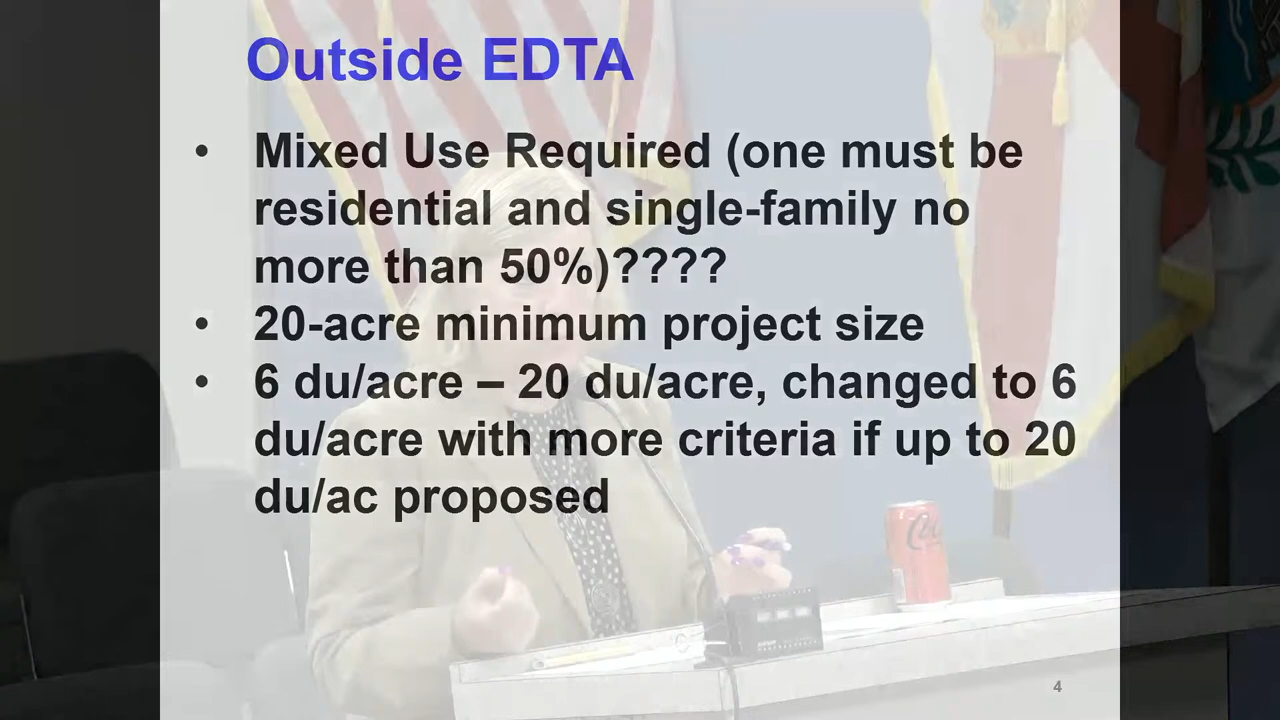 Outside EDTA
• Mixed Use Required (one must be
residential and single-family no
more than 50%)????
• 20-acre minimum project size
• 6 du/acre – 20 du/acre, changed to 6
du/acre with more criteria if up to 20
du/ac proposed
4